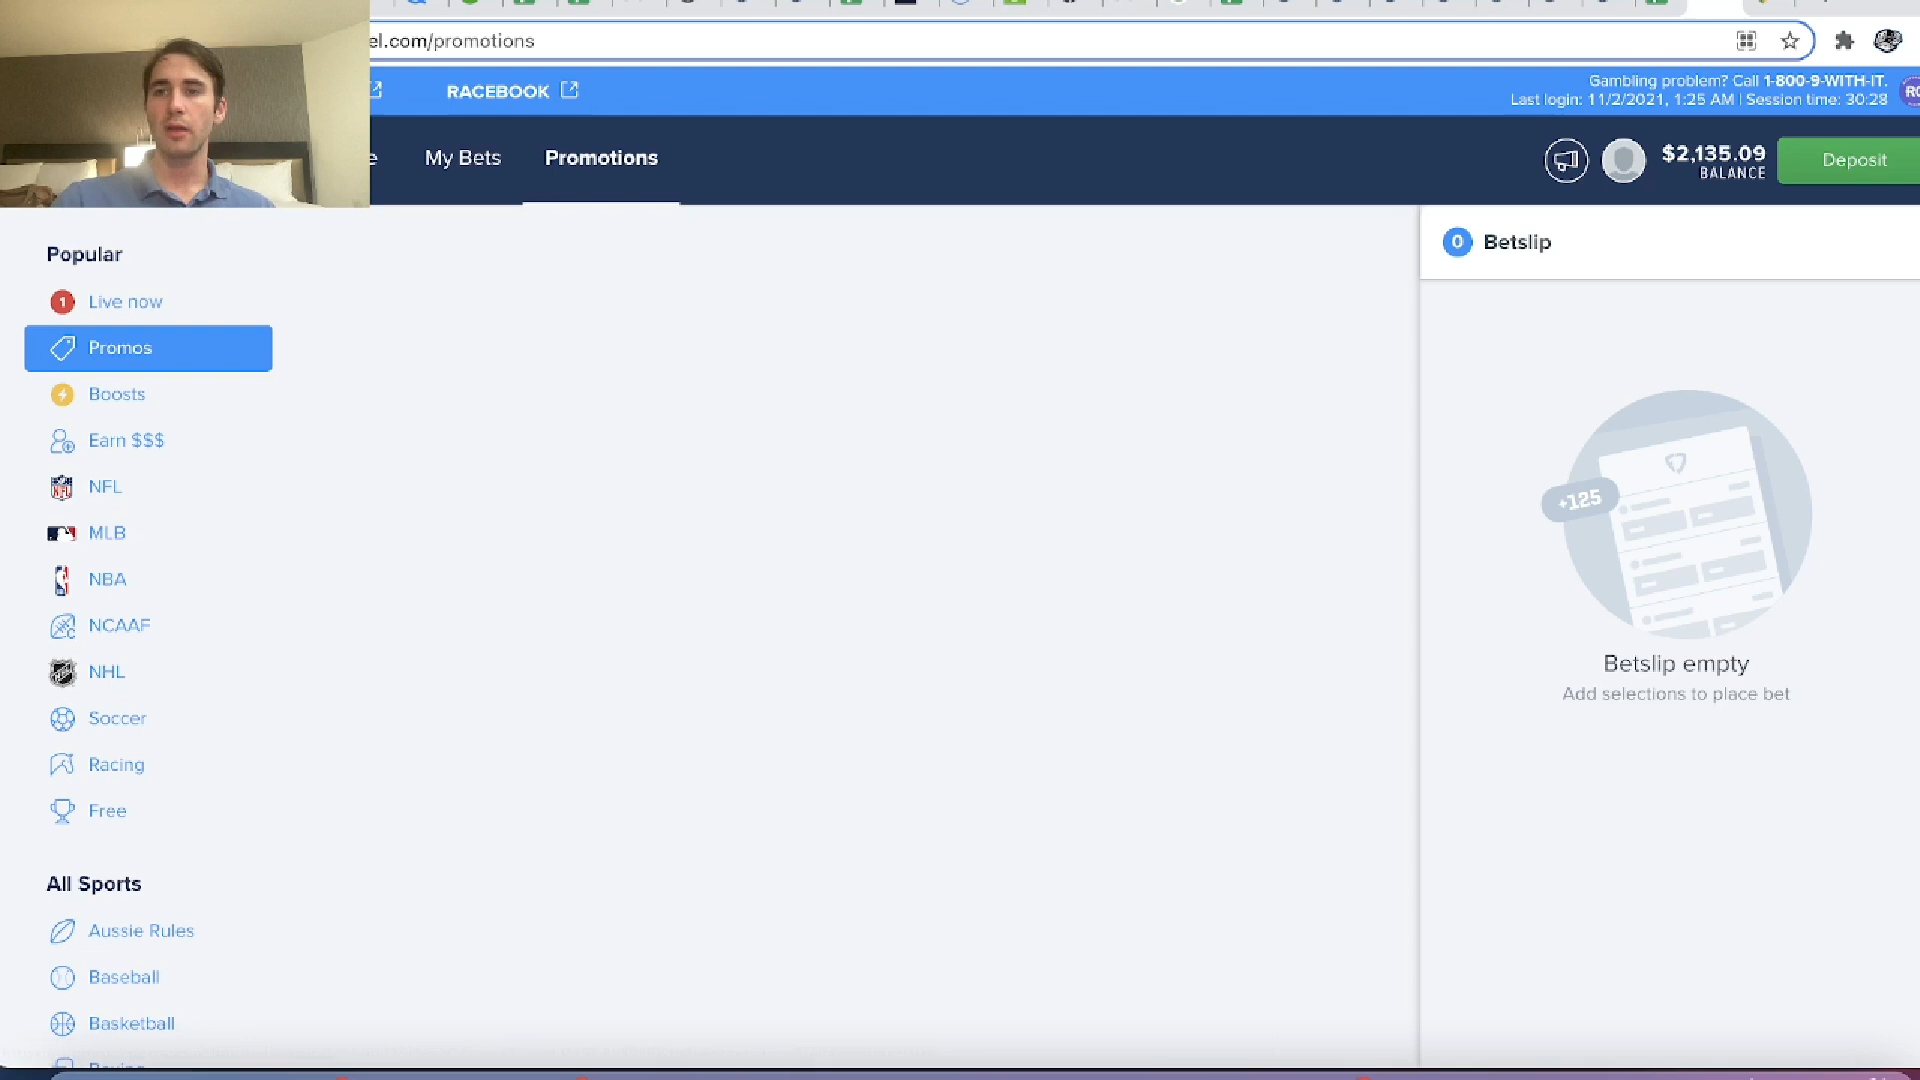 el.com/promotions
RACEBOOK
Gambling problem? Call 1-800-9-WITH-IT.
Last login: 11/2/2021, 1:25 AM | Session time: 30:28
My Bets
Promotions
$2,135.09
BALANCE
Deposit
Popular
1
Live now
Promos
Boosts
Earn $$$
NFL
MLB
NBA
NCAAF
NHL
Soccer
Racing
Free
All Sports
Aussie Rules
Baseball
Basketball
0
Betslip
+125
Betslip empty
Add selections to place bet